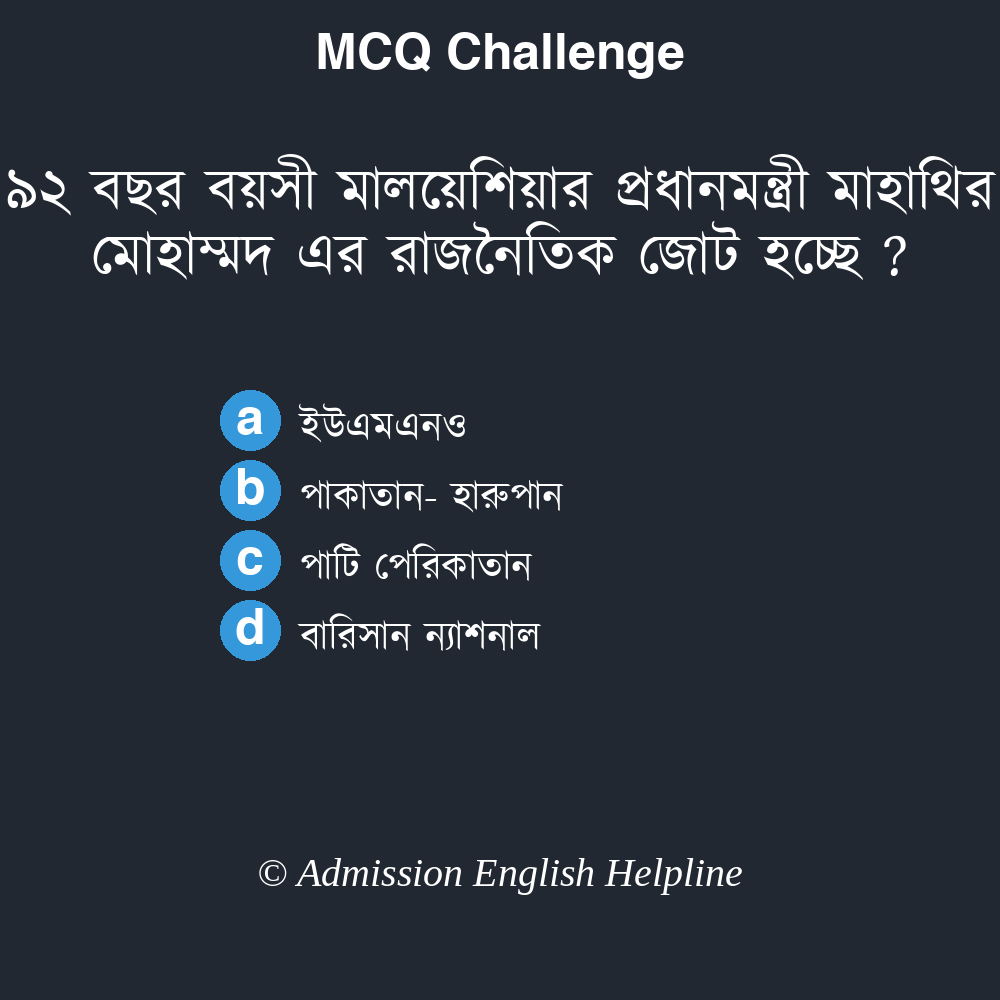 MCQ Challenge
৯২ বছর বয়সী মালয়েশিয়ার প্রধানমন্ত্রী মাহাথির
মোহাম্মদ এর রাজনৈতিক জোট হচ্ছে ?
a ইউএমএনও
b পাকাতান- হারুপান
c পাটি পেরিকাতান
d বারিসান ন্যাশনাল
© Admission English Helpline